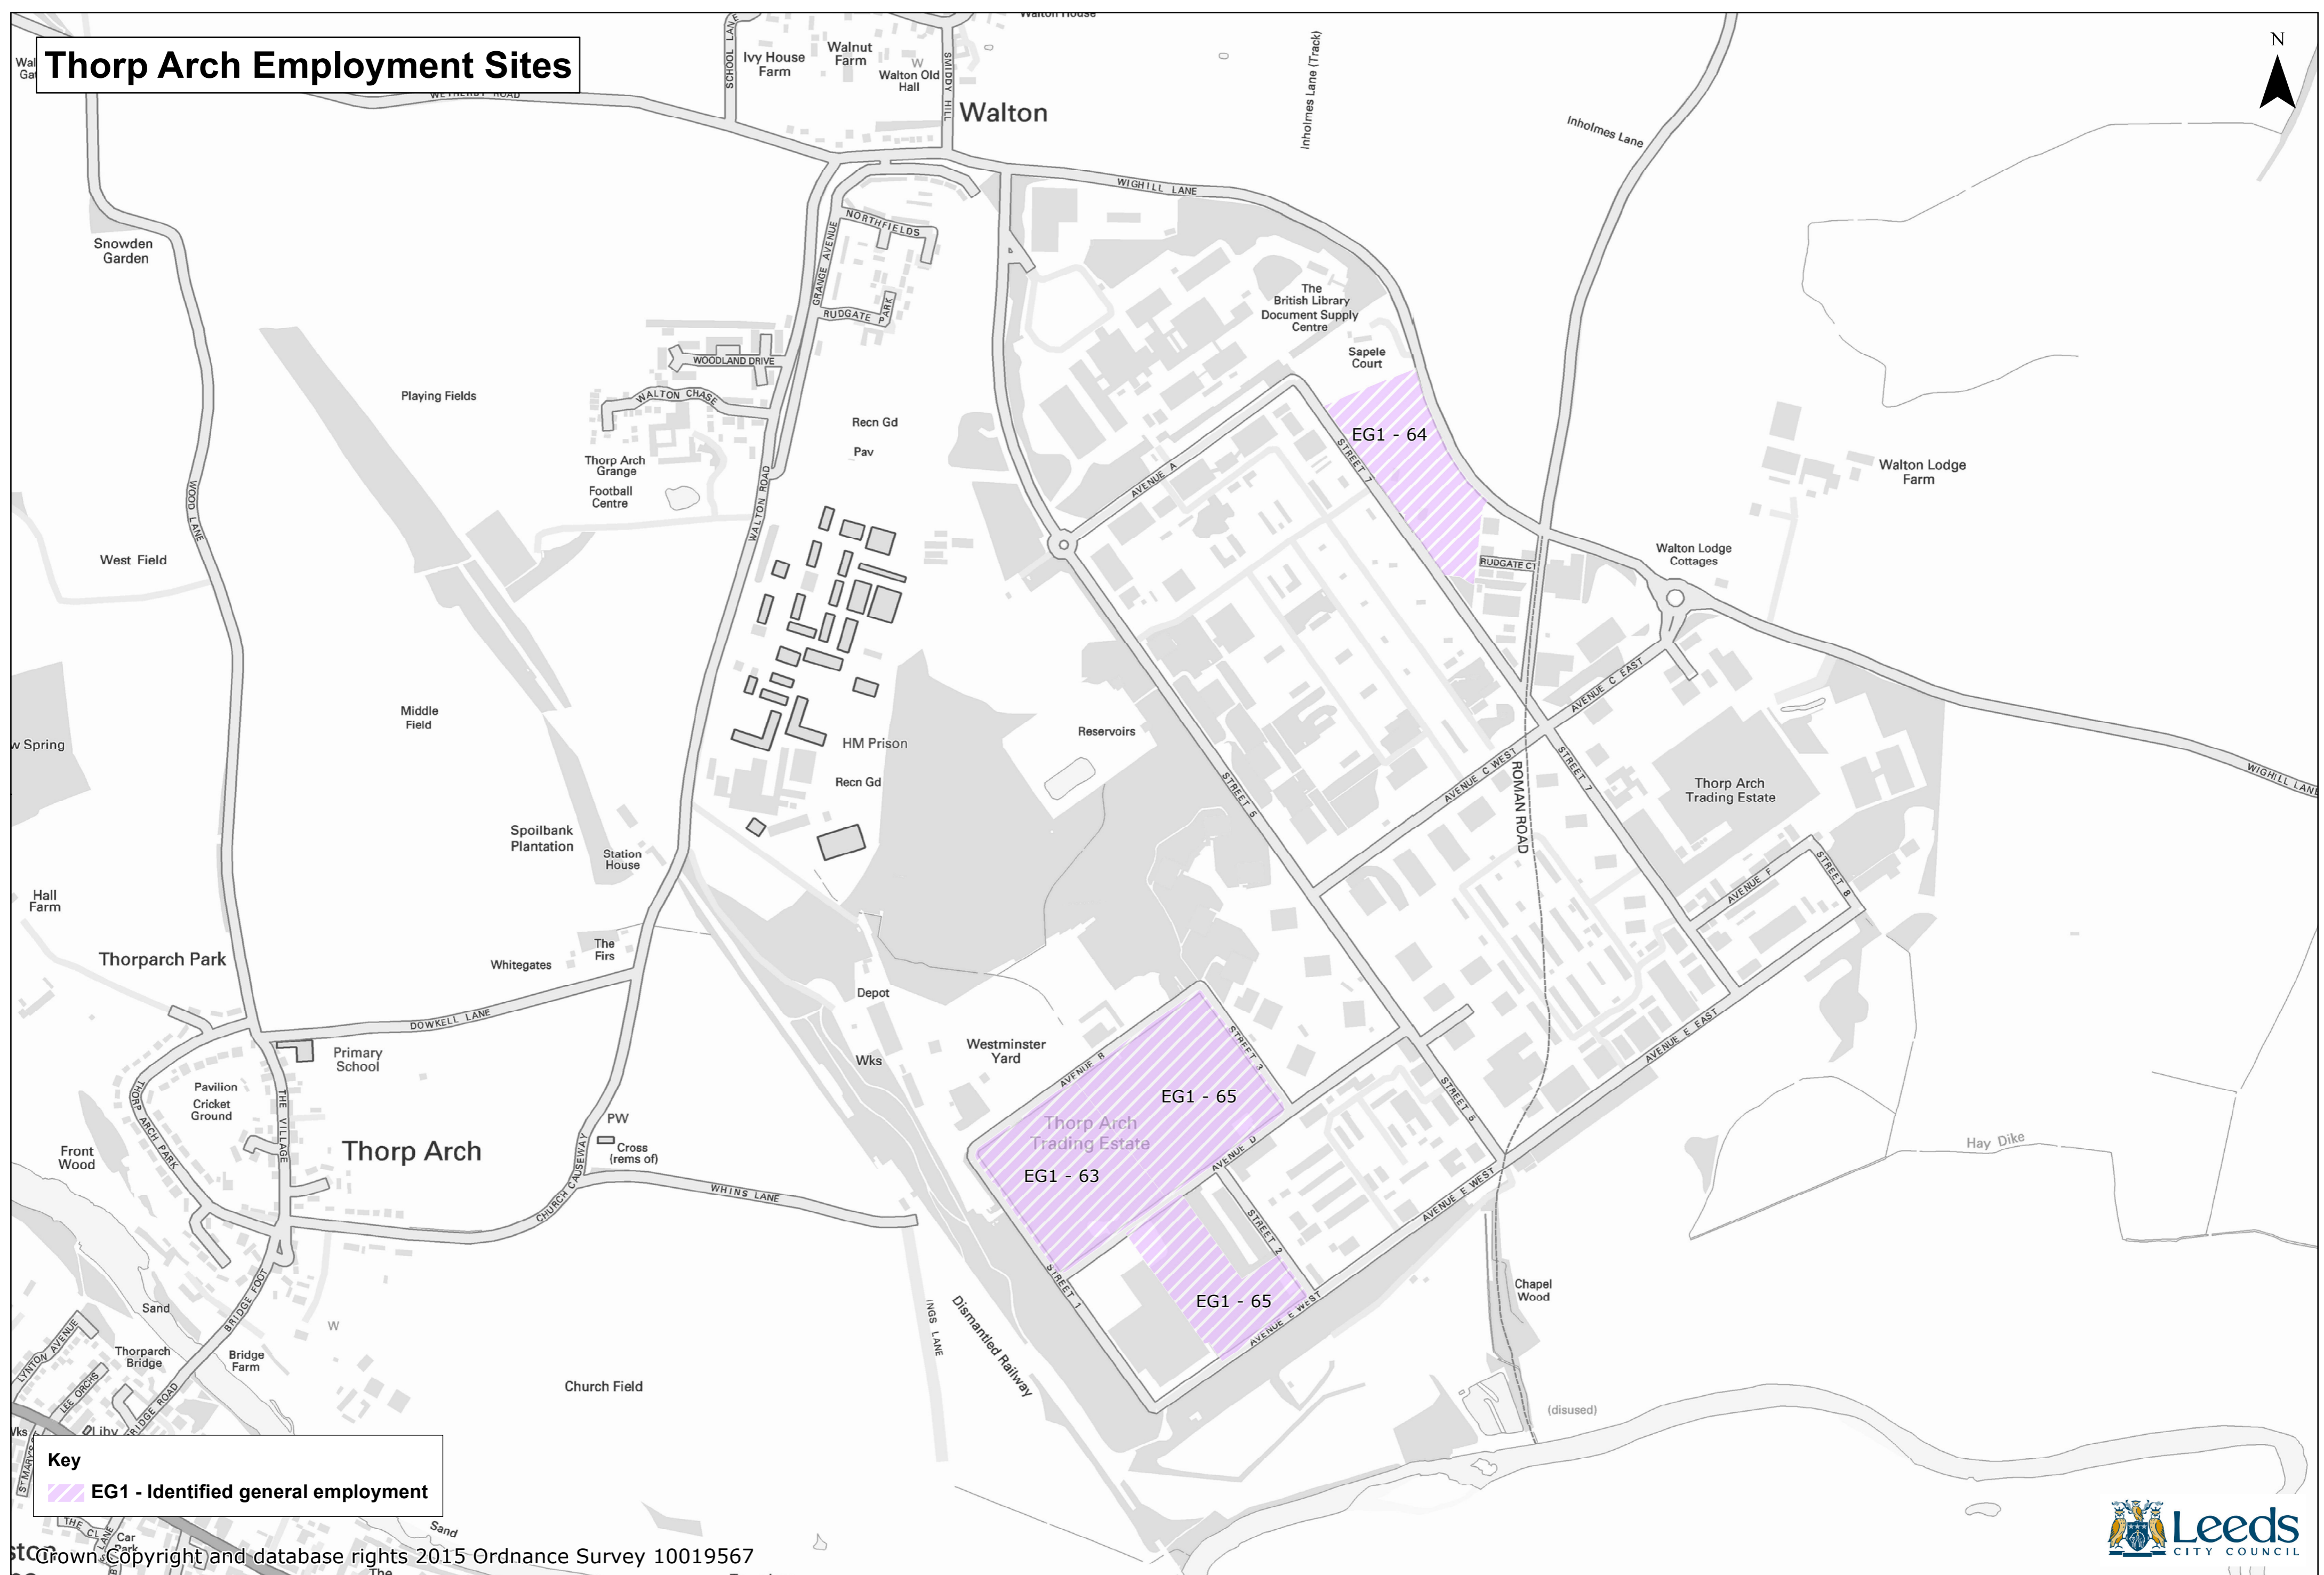 Thorp Arch Employment Sites
N
Walton House
SCHOOL LANE
Ivy House
Farm
Walnut
Farm
W
Walton Old
Hall
SMIDDY HILL
Walton
WETHERBY ROAD
Inholmes Lane (Track)
Inholmes Lane
WIGHILL LANE
Snowden
Garden
NORTHFIELDS
GRANGE AVENUE
RUDGATE PARK
The
British Library
Document Supply
Centre
Sapele
Court
WOODLAND DRIVE
WALTON CHASE
Playing Fields
Recn Gd
Pav
EG1 - 64
STREET 7
AVENUE A
Thorp Arch
Grange
Football
Centre
WALTON ROAD
WOOD LANE
West Field
Walton Lodge
Farm
Walton Lodge
Cottages
RUDGATE CT
AVENUE C EAST
Middle
Field
HM Prison
Recn Gd
Reservoirs
STREET 5
AVENUE C WEST
ROMAN ROAD
STREET 7
Thorp Arch
Trading Estate
WIGHILL LANE
w Spring
Spoilbank
Plantation
Station
House
Hall
Farm
AVENUE F
STREET 8
Thorparch Park
Whitegates
The
Firs
Depot
DOWKELL LANE
Wks
Westminster
Yard
AVENUE B
STREET 3
AVENUE E EAST
Primary
School
Pavilion
Cricket
Ground
THORP ARCH PARK
THE VILLAGE
EG1 - 65
Thorp Arch
Trading Estate
EG1 - 63
AVENUE D
STREET 6
PW
Cross
(rems of)
Thorp Arch
Front
Wood
CHURCH CAUSEWAY
WHINS LANE
AVENUE E WEST
STREET 2
STREET 1
Hay Dike
EG1 - 65
AVENUE E WEST
Chapel
Wood
Sand
BRIDGE FOOT
W
Thorparch
Bridge
Bridge
Farm
LYNTON AVENUE
LEE ORCHS
BRIDGE ROAD
INGS LANE
Dismantled Railway
Church Field
(disused)
Liby
Key
EG1 - Identified general employment
Car
Park
Sand
Crown Copyright and database rights 2015 Ordnance Survey 10019567
The
Leeds
CITY COUNCIL